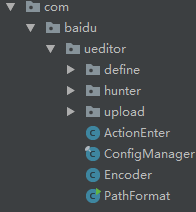 com
baidu
ueditor
define
hunter
upload
ActionEnter
ConfigManager
Encoder
PathFormat